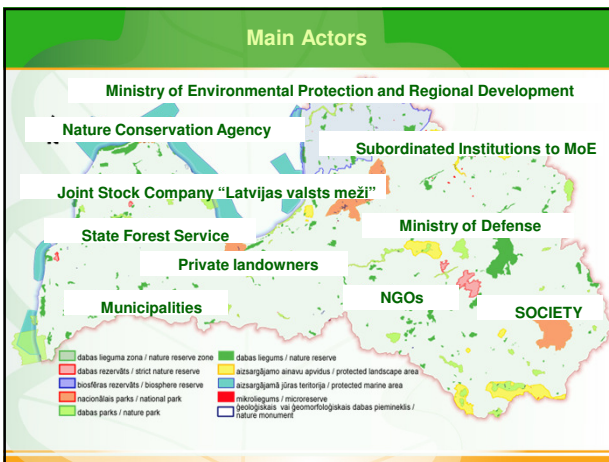 Main Actors
Ministry of Environmental Protection and Regional Development
Nature Conservation Agency
Subordinated Institutions to MoE
Joint Stock Company “Latvijas valsts meži”
Ministry of Defense
State Forest Service
Private landowners
Municipalities
NGOs
SOCIETY
dabas lieguma zona / nature reserve zone
dabas rezervāts / strict nature reserve
biosfēras rezervāts / biosphere reserve
nacionālais parks / national park
dabas parks / nature park
dabas liegums / nature reserve
aizsargājamo ainavu apvidus / protected landscape area
aizsargājamā jūras teritorija / protected marine area
mikroliegums / microreserve
ģeoloģiskais vai ģeomorfoloģiskais dabas piemineklis /
nature monument